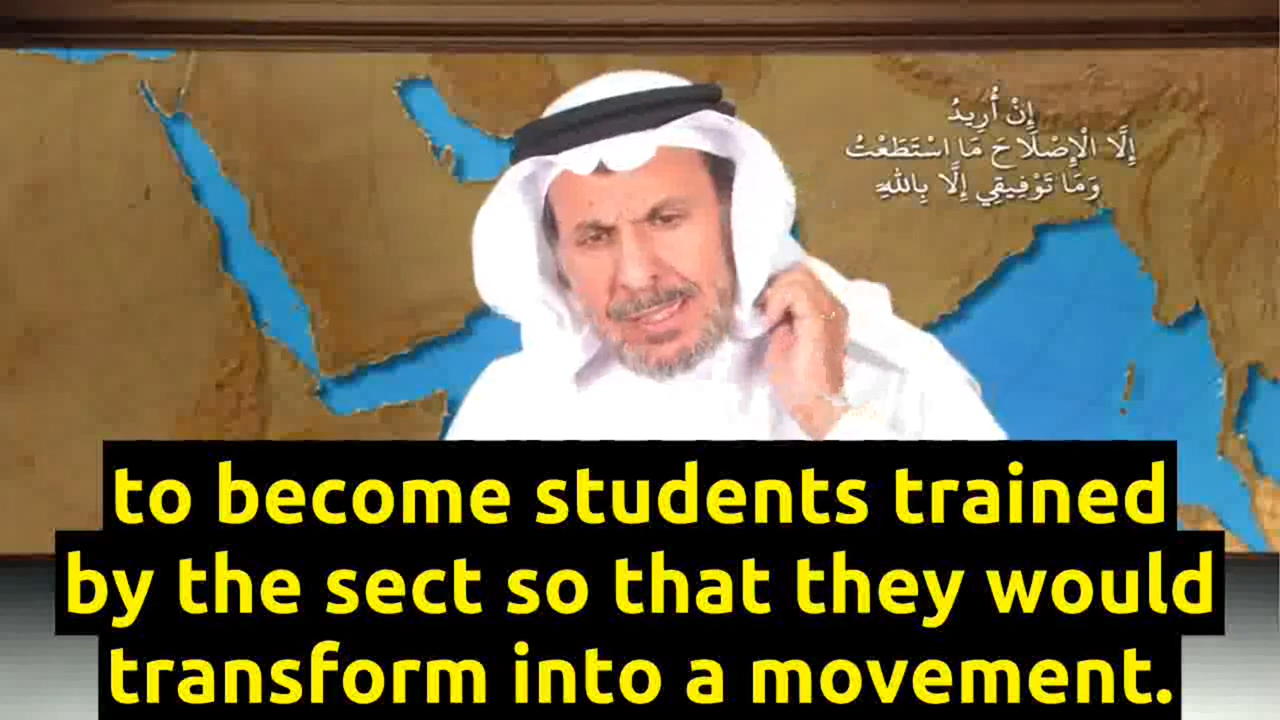 إِنْ أُرِيدُ
إِلَّا الْإِصْلَاحَ مَا اسْتَطَعْتُ
وَمَا تَوْفِيقِي إِلَّا بِاللَّهِ
to become students trained
by the sect so that they would
transform into a movement.